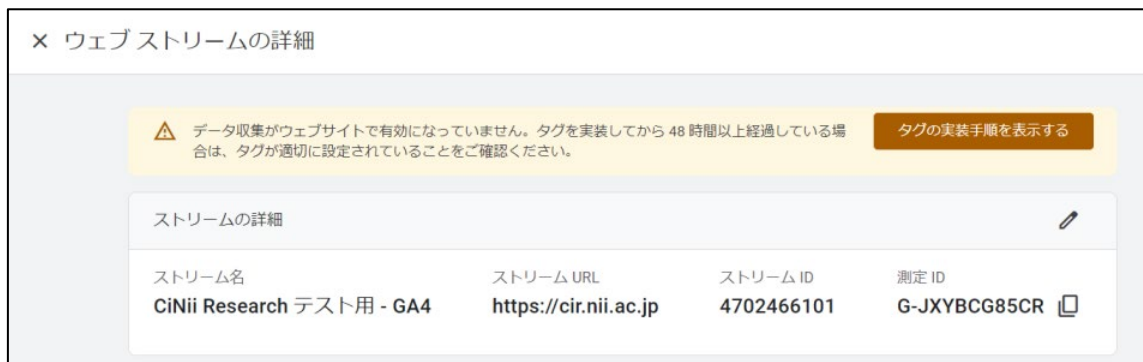 × ウェブ ストリームの詳細
データ収集がウェブサイトで有効になっていません。タグを実装してから 48 時間以上経過している場
合は、タグが適切に設定されていることをご確認ください。
タグの実装手順を表示する
ストリームの詳細
ストリーム名 ストリーム URL ストリーム ID 測定 ID
CiNii Research テスト用 - GA4 https://cir.nii.ac.jp 4702466101 G-JXYBCG85CR